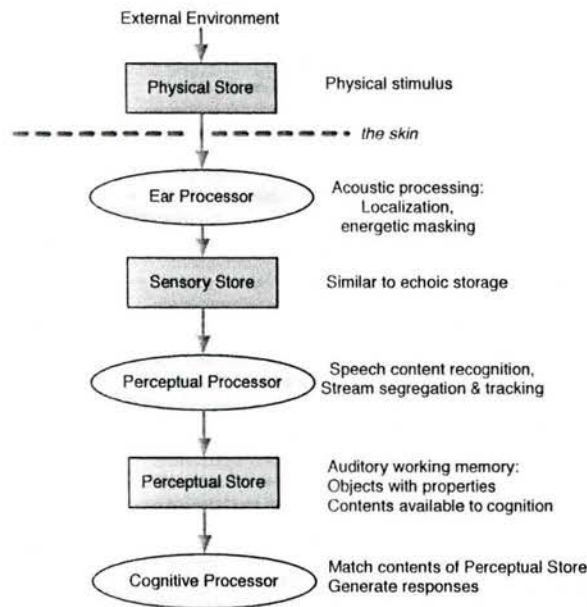 External Environment
Physical Store
Physical stimulus
the skin
Ear Processor
Acoustic processing:
Localization,
energetic masking
Sensory Store
Similar to echoic storage
Perceptual Processor
Speech content recognition,
Stream segregation & tracking
Perceptual Store
Auditory working memory:
Objects with properties
Contents available to cognition
Cognitive Processor
Match contents of Perceptual Store
Generate responses